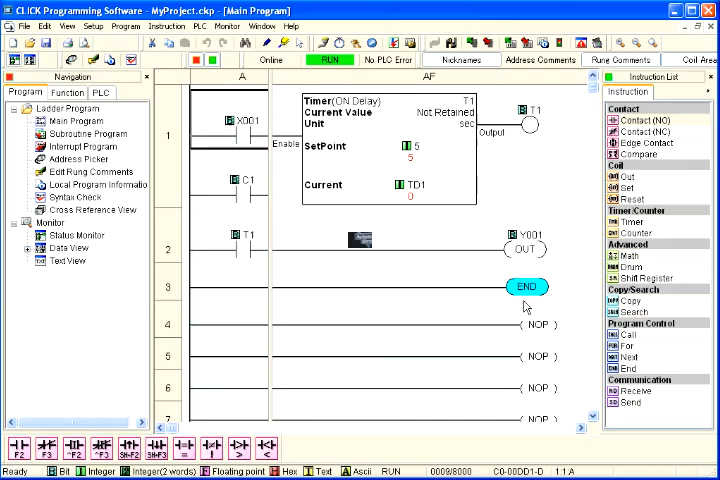 CLICK Programming Software - MyProject.ckp - [Main Program]
File Edit View Setup Program Instruction PLC Monitor Window Help
Online RUN No PLC Error Nicknames Address Comments Rung Comments Coil Area
Navigation
Program Function PLC
Ladder Program
Main Program
Subroutine Program
Interrupt Program
Address Picker
Edit Rung Comments
Local Program Informatio
Syntax Check
Cross Reference View
Monitor
Status Monitor
Data View
Text View
A AF
1
B X001
Timer(ON Delay) T1
Current Value Not Retained
Unit sec
Enable
SetPoint I 5
5
Current I TD1
0
Output
B T1
B C1
2
B T1
B Y001
OUT
3
END
4
NOP
5
NOP
6
NOP
7
NOP
Instruction List
Instruction
Contact
Contact (NO)
Contact (NC)
Edge Contact
Compare
Coil
Out
Set
Reset
Timer/Counter
Timer
Counter
Advanced
Math
Drum
Shift Register
Copy/Search
Copy
Search
Program Control
Call
For
Next
End
Communication
Receive
Send
F2 F3 ^F2 ^F3 SH+F2 SH+F3
Ready B Bit I Integer Integer(2 words) F Floating point H Hex T Text A Ascii RUN 0009/8000 C0-00DD1-D 1:1 A